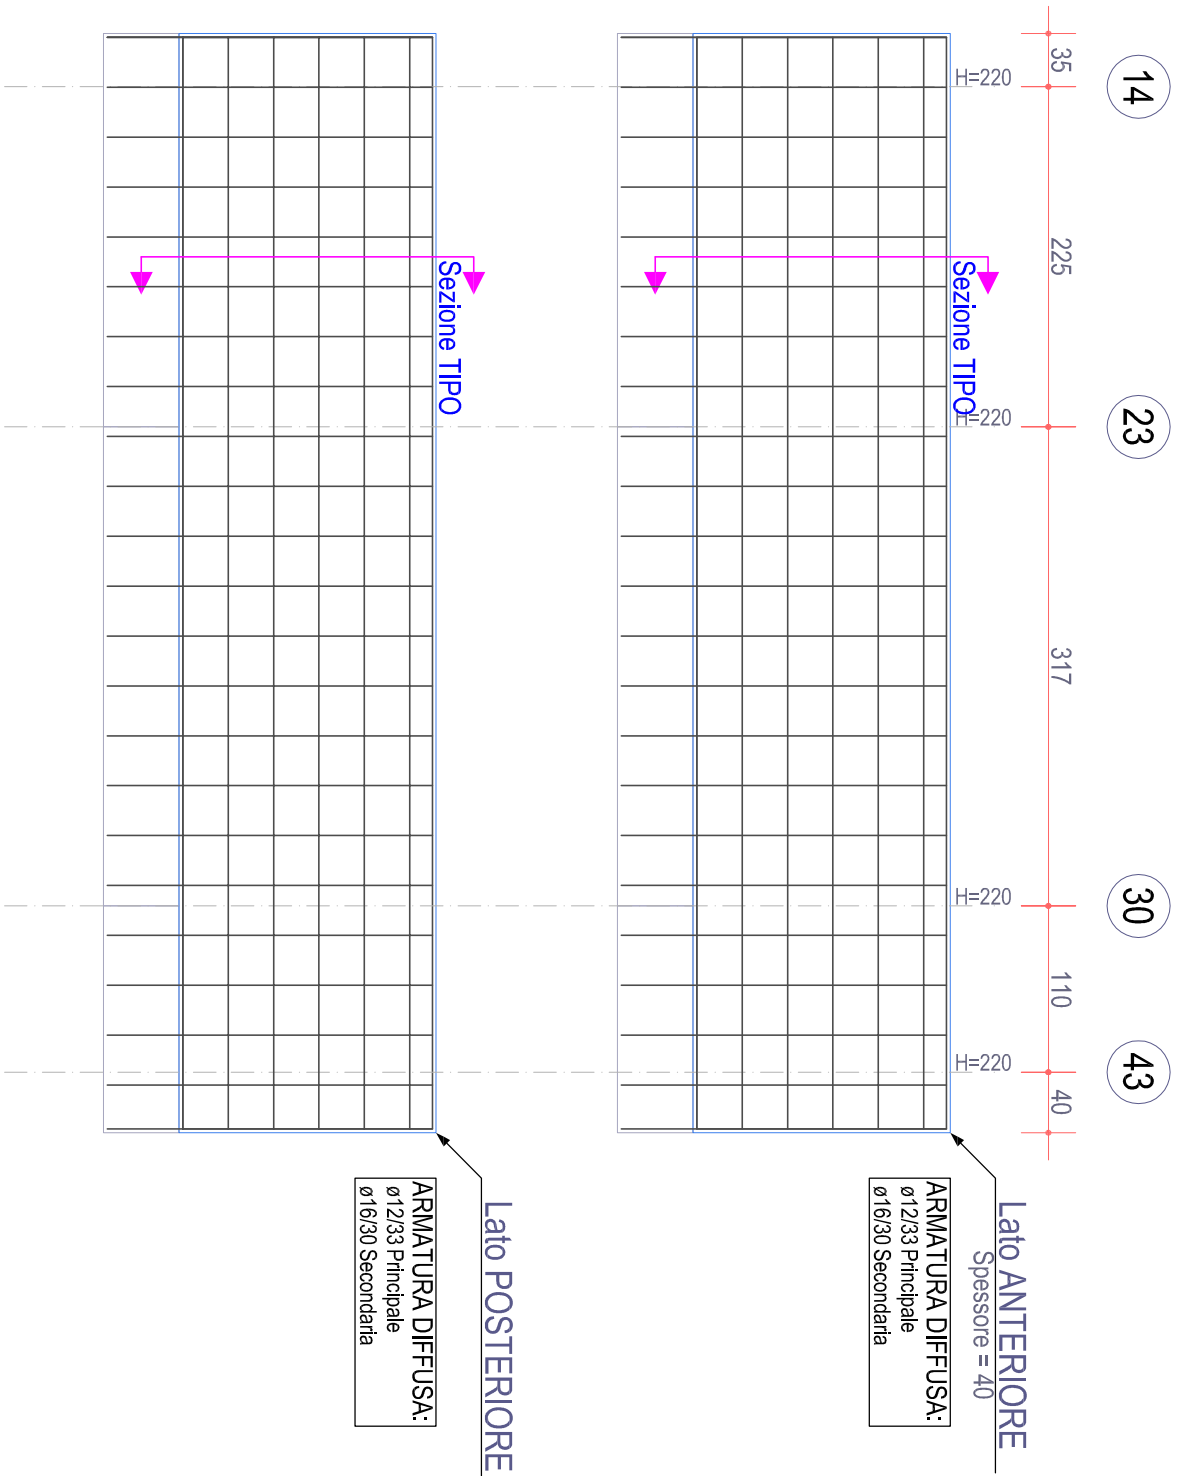 14
23
30
43
35
225
317
110
40
H=220
H=220
H=220
H=220
Sezione TIPO
Lato ANTERIORE
Spessore = 40
ARMATURA DIFFUSA:
ø12/33 Principale
ø16/30 Secondaria
Sezione TIPO
Lato POSTERIORE
ARMATURA DIFFUSA:
ø12/33 Principale
ø16/30 Secondaria